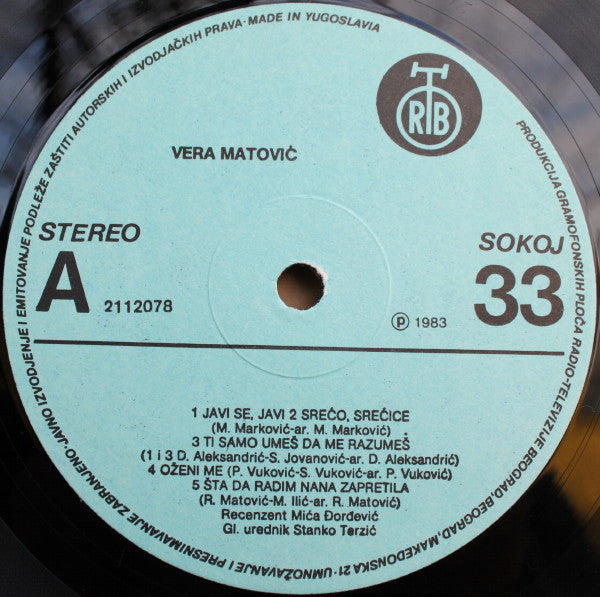 UMNOŽAVANJE I PRESNIMAVANJE ZABRANJENO·JAVNO IZVODJENJE I EMITOVANJE PODLEŽE ZAŠTITI AUTORSKIH I IZVODJAČKIH PRAVA·MADE IN YUGOSLAVIA
PRODUKCIJA GRAMOFONSKIH PLOČA RADIO-TELEVIZIJE BEOGRAD, BEOGRAD, MAKEDONSKA 21·
RTB
VERA MATOVIĆ
STEREO
SOKOJ
A
2112078
℗ 1983
33
1 JAVI SE, JAVI 2 SREĆO, SREĆICE
(M. Marković-ar. M. Marković)
3 TI SAMO UMEŠ DA ME RAZUMEŠ
(1 i 3 D. Aleksandrić-S. Jovanović-ar. D. Aleksandrić)
4 OŽENI ME (P. Vuković-S. Vuković-ar. P. Vuković)
5 ŠTA DA RADIM NANA ZAPRETILA
(R. Matović-M. Ilić-ar. R. Matović)
Recenzent Mića Đorđević
Gl. urednik Stanko Terzić